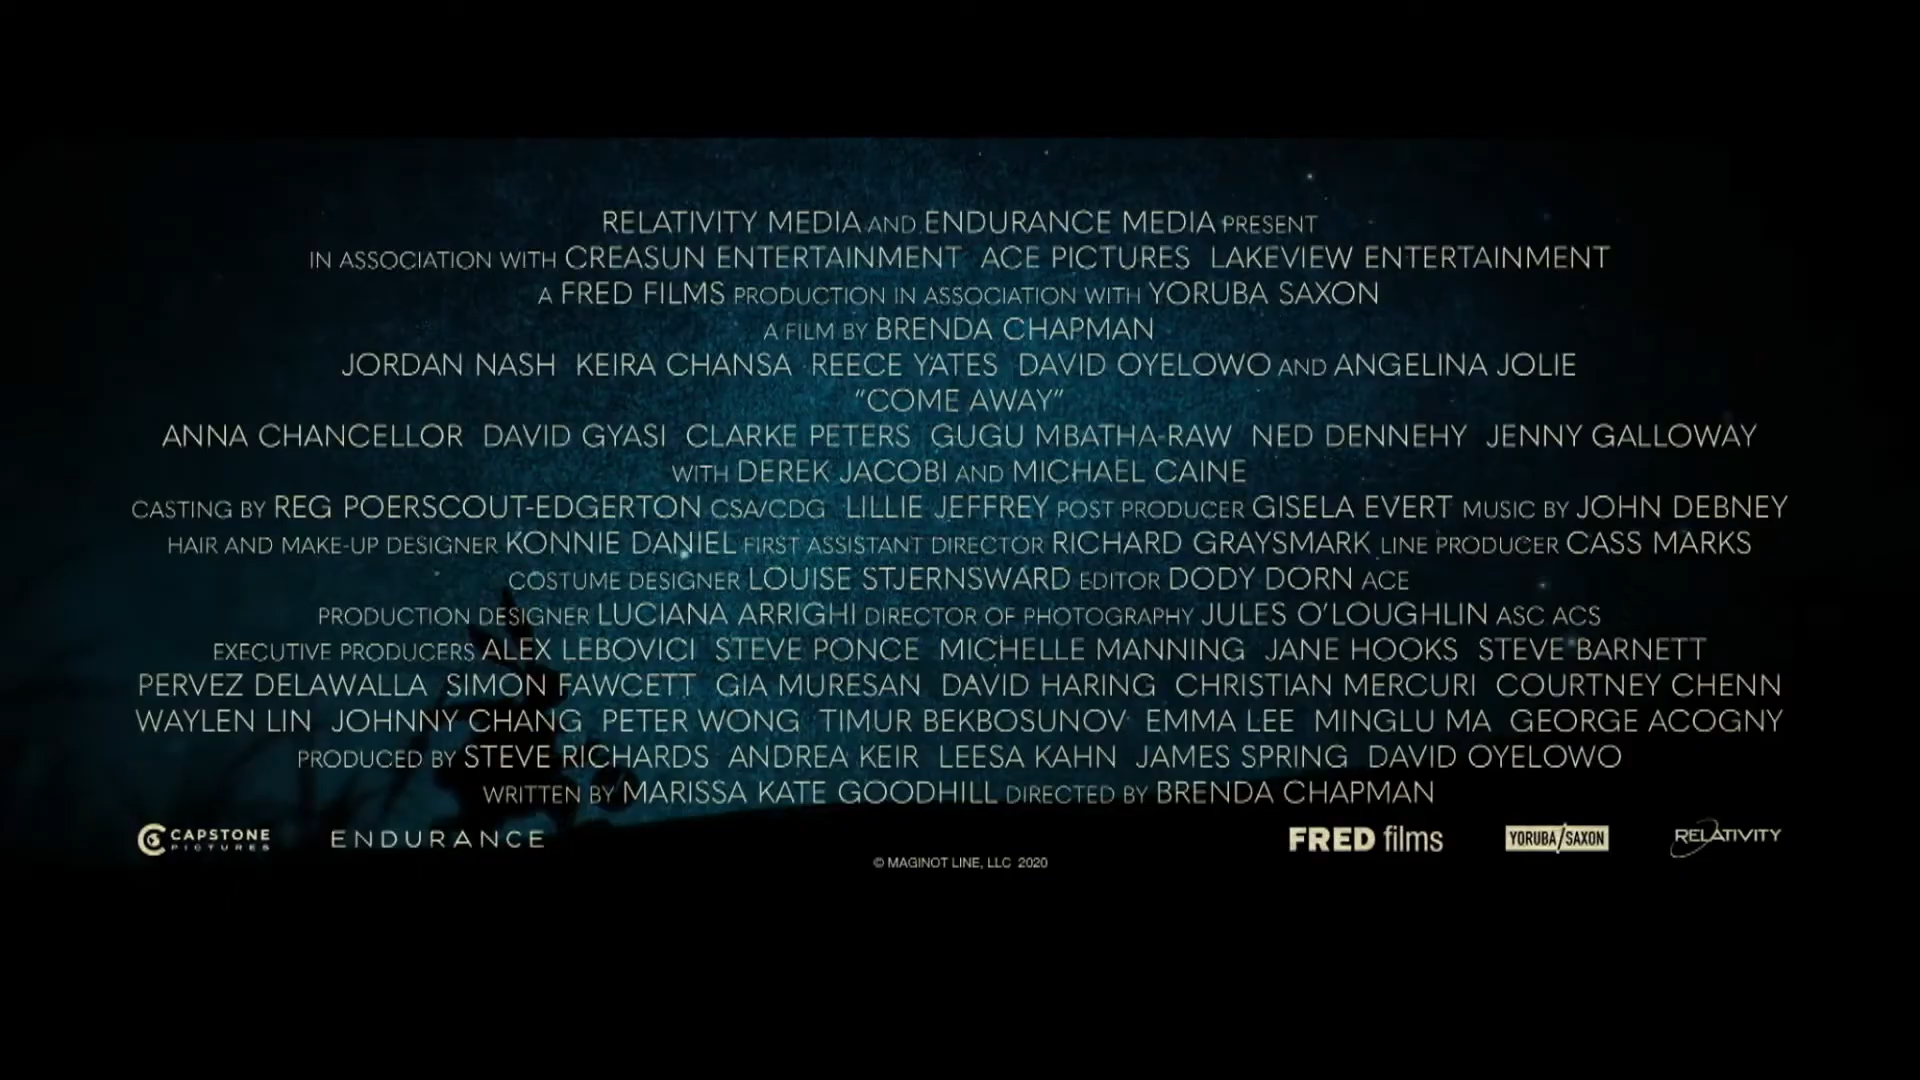 RELATIVITY MEDIA AND ENDURANCE MEDIA PRESENT
IN ASSOCIATION WITH CREASUN ENTERTAINMENT ACE PICTURES LAKEVIEW ENTERTAINMENT
A FRED FILMS PRODUCTION IN ASSOCIATION WITH YORUBA SAXON
A FILM BY BRENDA CHAPMAN
JORDAN NASH KEIRA CHANSA REECE YATES DAVID OYELOWO AND ANGELINA JOLIE
“COME AWAY”
ANNA CHANCELLOR DAVID GYASI CLARKE PETERS GUGU MBATHA-RAW NED DENNEHY JENNY GALLOWAY
WITH DEREK JACOBI AND MICHAEL CAINE
CASTING BY REG POERSCOUT-EDGERTON CSA/CDG LILLIE JEFFREY POST PRODUCER GISELA EVERT MUSIC BY JOHN DEBNEY
HAIR AND MAKE-UP DESIGNER KONNIE DANIEL FIRST ASSISTANT DIRECTOR RICHARD GRAYSMARK LINE PRODUCER CASS MARKS
COSTUME DESIGNER LOUISE STJERNSWARD EDITOR DODY DORN ACE
PRODUCTION DESIGNER LUCIANA ARRIGHI DIRECTOR OF PHOTOGRAPHY JULES O’LOUGHLIN ASC ACS
EXECUTIVE PRODUCERS ALEX LEBOVICI STEVE PONCE MICHELLE MANNING JANE HOOKS STEVE BARNETT
PERVEZ DELAWALLA SIMON FAWCETT GIA MURESAN DAVID HARING CHRISTIAN MERCURI COURTNEY CHENN
WAYLEN LIN JOHNNY CHANG PETER WONG TIMUR BEKBOSUNOV EMMA LEE MINGLU MA GEORGE ACOGNY
PRODUCED BY STEVE RICHARDS ANDREA KEIR LEESA KAHN JAMES SPRING DAVID OYELOWO
WRITTEN BY MARISSA KATE GOODHILL DIRECTED BY BRENDA CHAPMAN
CAPSTONE PICTURES ENDURANCE FRED films YORUBA/SAXON RELATIVITY
© MAGINOT LINE, LLC 2020